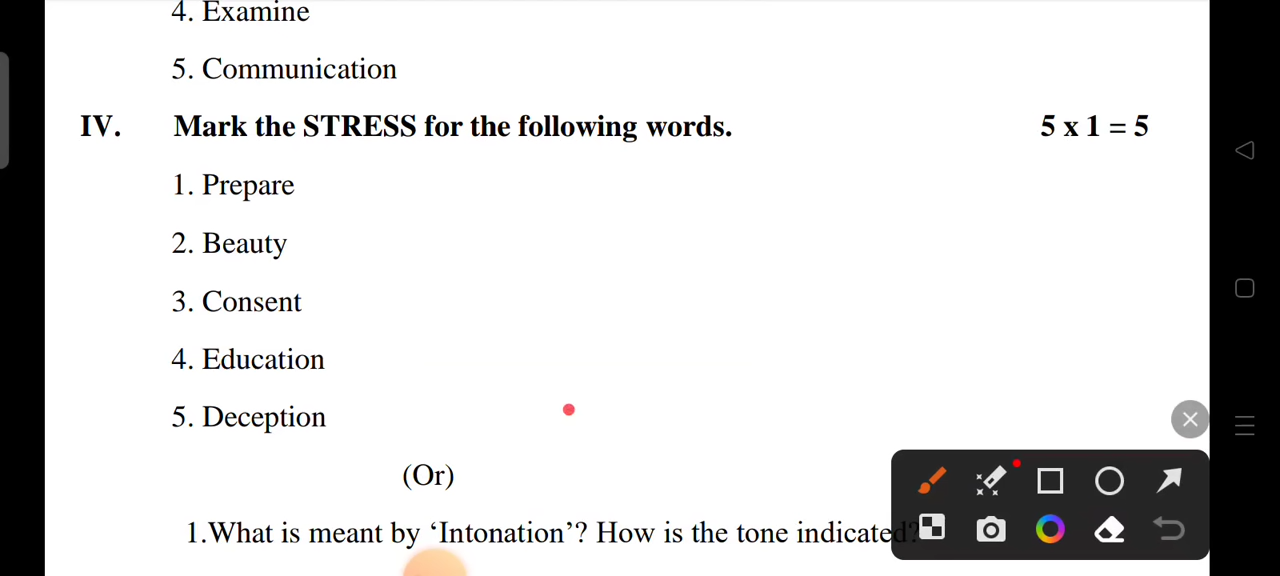 4. Examine
5. Communication
IV. Mark the STRESS for the following words. 5 x 1 = 5
1. Prepare
2. Beauty
3. Consent
4. Education
5. Deception
(Or)
1.What is meant by ‘Intonation’? How is the tone indicated?